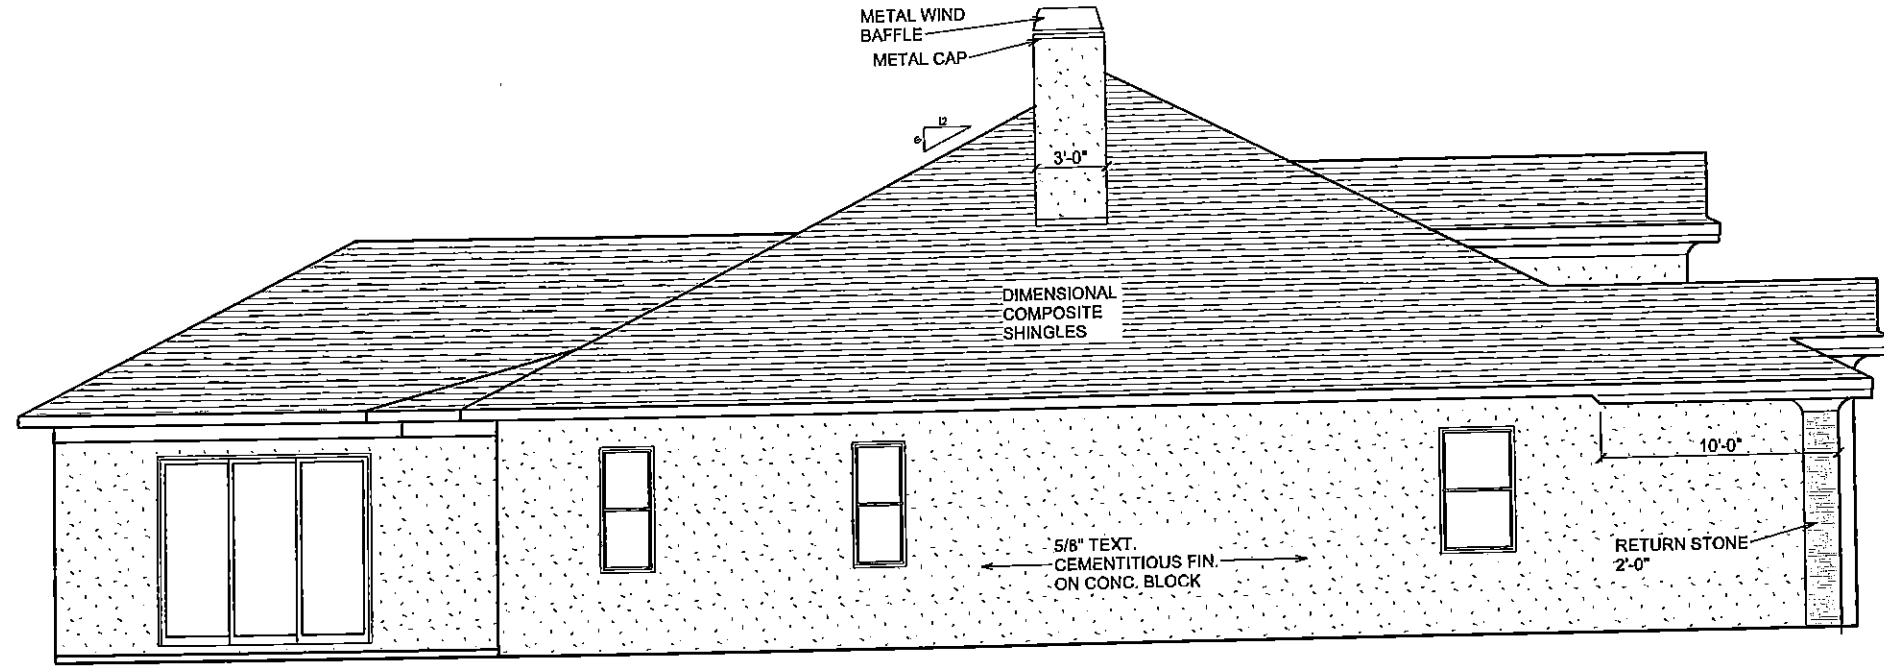 METAL WIND
BAFFLE
METAL CAP
12
6
3'-0"
DIMENSIONAL
COMPOSITE
SHINGLES
10'-0"
5/8" TEXT.
CEMENTITIOUS FIN.
ON CONC. BLOCK
RETURN STONE
2'-0"